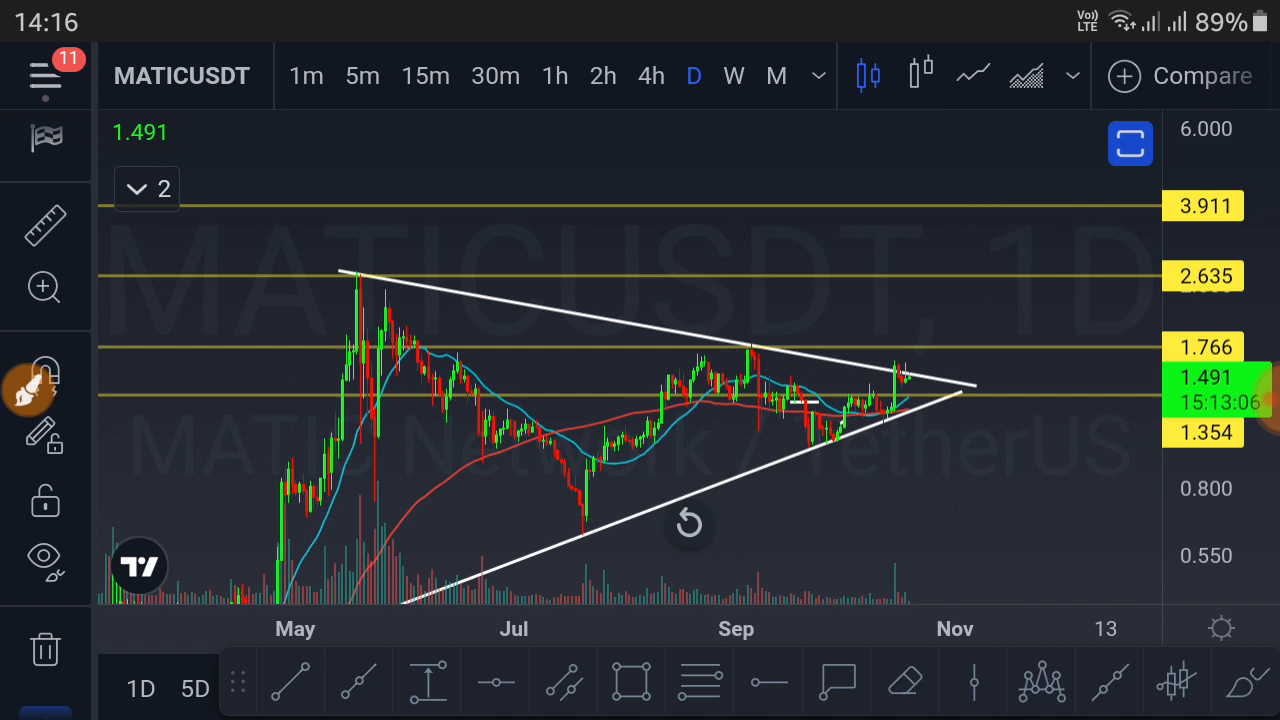 14:16 Vo)) LTE 89%
11
MATICUSDT 1m 5m 15m 30m 1h 2h 4h D W M Compare
1.491
2
6.000
3.911
2.635
1.766
1.491
15:13:06
1.354
0.800
0.550
MATICUSDT, 1D
MATIC Network / TetherUS
May Jul Sep Nov 13
1D 5D